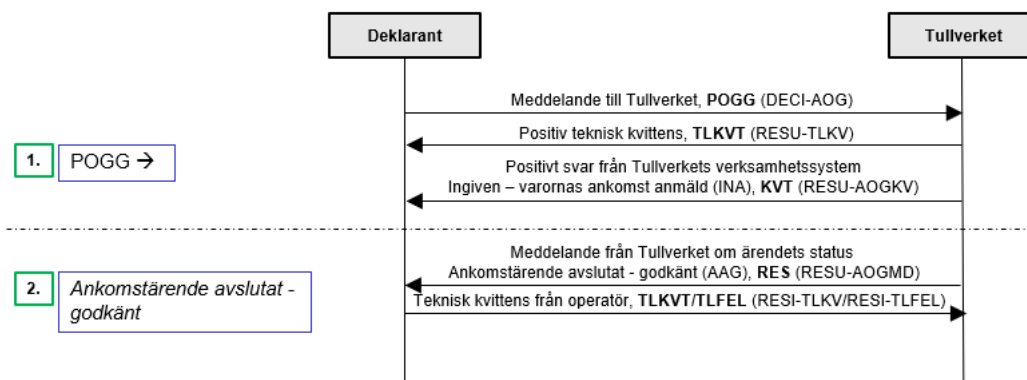 Deklarant
Tullverket
Meddelande till Tullverket, POGG (DECI-AOG)
Positiv teknisk kvittens, TLKVT (RESU-TLKV)
1.
POGG →
Positivt svar från Tullverkets verksamhetssystem
Ingiven – varornas ankomst anmäld (INA), KVT (RESU-AOGKV)
Meddelande från Tullverket om ärendets status
Ankomstärende avslutat - godkänt (AAG), RES (RESU-AOGMD)
2.
Ankomstärende avslutat -
godkänt
Teknisk kvittens från operatör, TLKVT/TLFEL (RESI-TLKV/RESI-TLFEL)